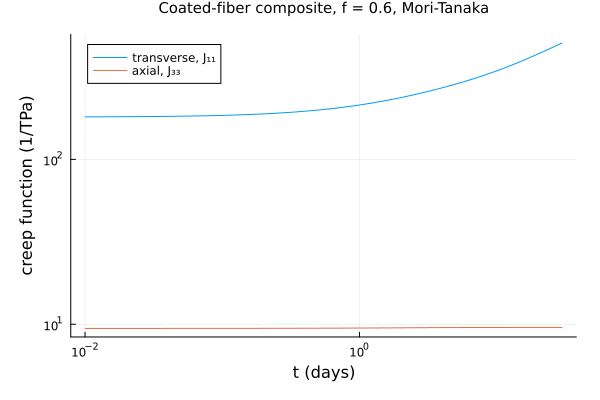 Coated-fiber composite, f = 0.6, Mori-Tanaka
transverse, J₁₁
axial, J₃₃
creep function (1/TPa)
10²
10¹
10⁻²
10⁰
t (days)